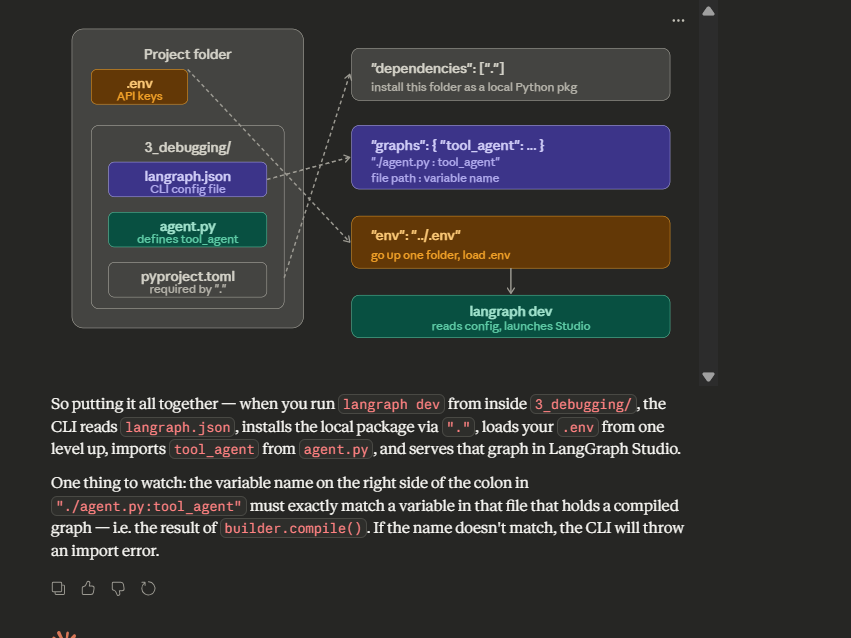 Project folder
.env
API keys
3_debugging/
langraph.json
CLI config file
agent.py
defines tool_agent
pyproject.toml
required by "."
"dependencies": ["."]
install this folder as a local Python pkg
"graphs": { "tool_agent": ... }
"./agent.py : tool_agent"
file path : variable name
"env": "../.env"
go up one folder, load .env
langraph dev
reads config, launches Studio
So putting it all together — when you run langgraph dev from inside 3_debugging/, the
CLI reads langgraph.json, installs the local package via ".", loads your .env from one
level up, imports tool_agent from agent.py, and serves that graph in LangGraph Studio.
One thing to watch: the variable name on the right side of the colon in
"./agent.py:tool_agent" must exactly match a variable in that file that holds a compiled
graph — i.e. the result of builder.compile(). If the name doesn't match, the CLI will throw
an import error.